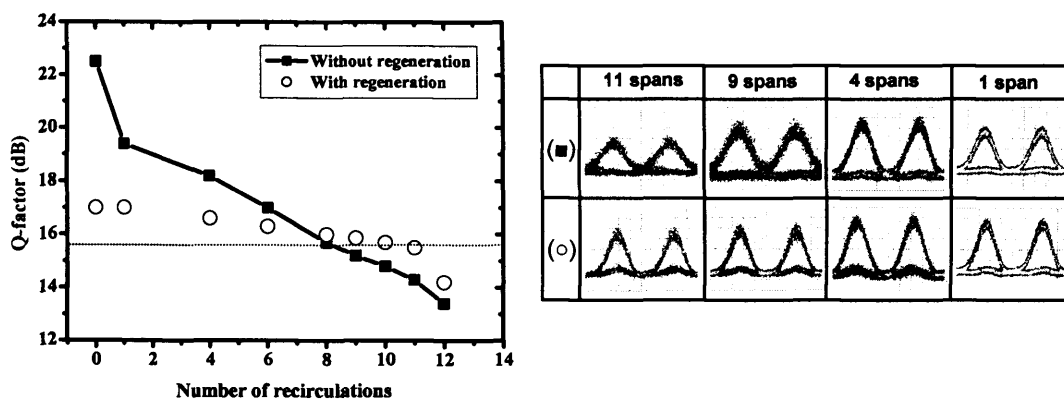 24
22
20
18
16
14
12
Q-factor (dB)
Without regeneration
With regeneration
0 2 4 6 8 10 12 14
Number of recirculations
11 spans 9 spans 4 spans 1 span
(■)
(○)